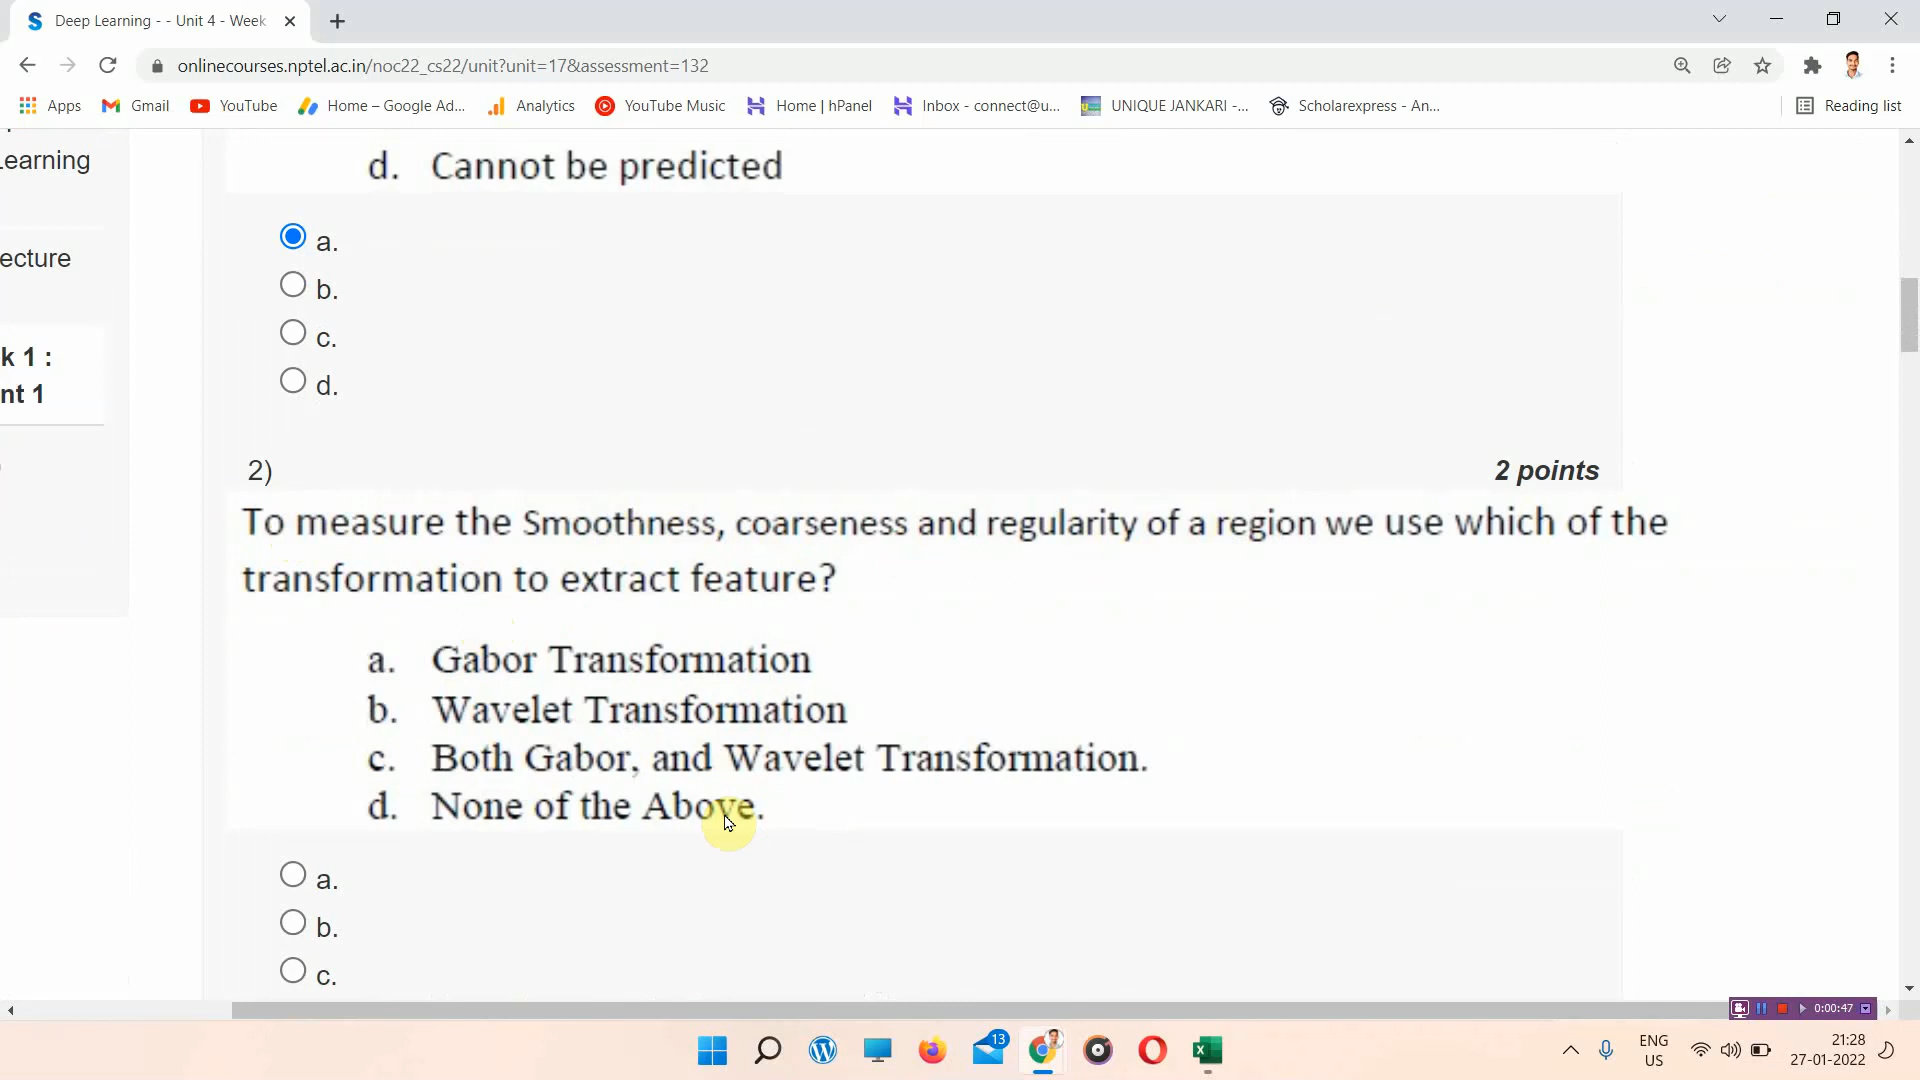 Deep Learning - - Unit 4 - Week
onlinecourses.nptel.ac.in/noc22_cs22/unit?unit=17&assessment=132
Apps Gmail YouTube Home – Google Ad... Analytics YouTube Music Home | hPanel Inbox - connect@u... UNIQUE JANKARI -... Scholarexpress - An... Reading list
earning
ecture
k 1 :
nt 1
d. Cannot be predicted
a.
b.
c.
d.
2) 2 points
To measure the Smoothness, coarseness and regularity of a region we use which of the
transformation to extract feature?
a. Gabor Transformation
b. Wavelet Transformation
c. Both Gabor, and Wavelet Transformation.
d. None of the Above.
a.
b.
c.
0:00:47
13
ENG
US
21:28
27-01-2022